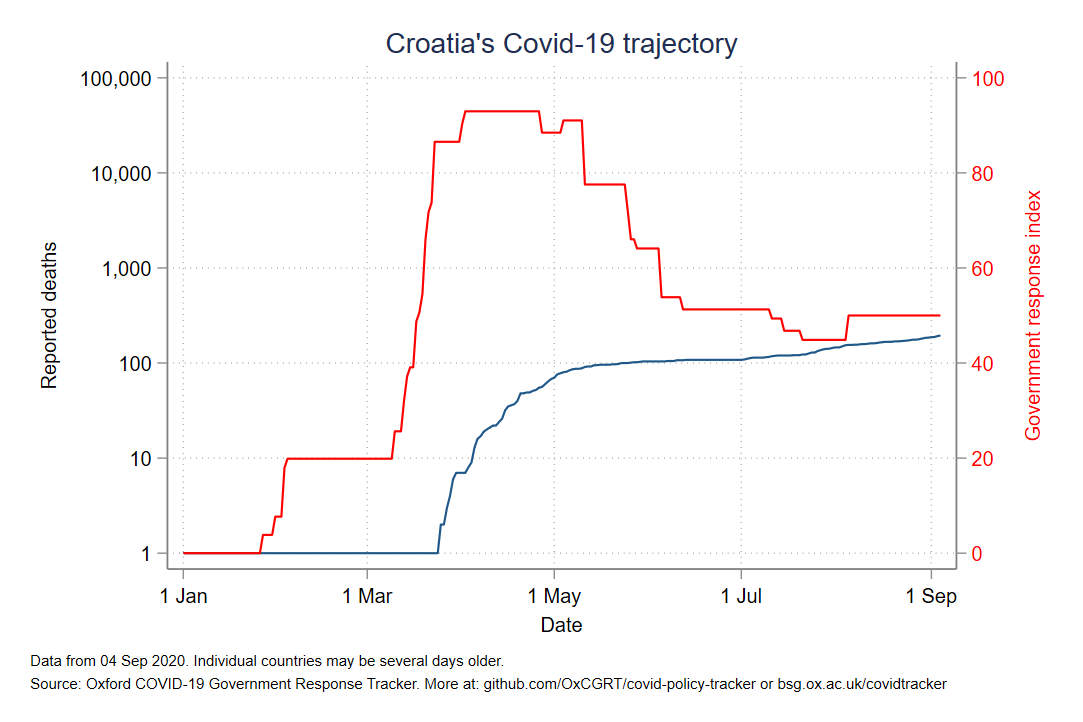 Croatia's Covid-19 trajectory
100,000
10,000
1,000
100
10
1
Reported deaths
100
80
60
40
20
0
Government response index
1 Jan
1 Mar
1 May
1 Jul
1 Sep
Date
Data from 04 Sep 2020. Individual countries may be several days older.
Source: Oxford COVID-19 Government Response Tracker. More at: github.com/OxCGRT/covid-policy-tracker or bsg.ox.ac.uk/covidtracker